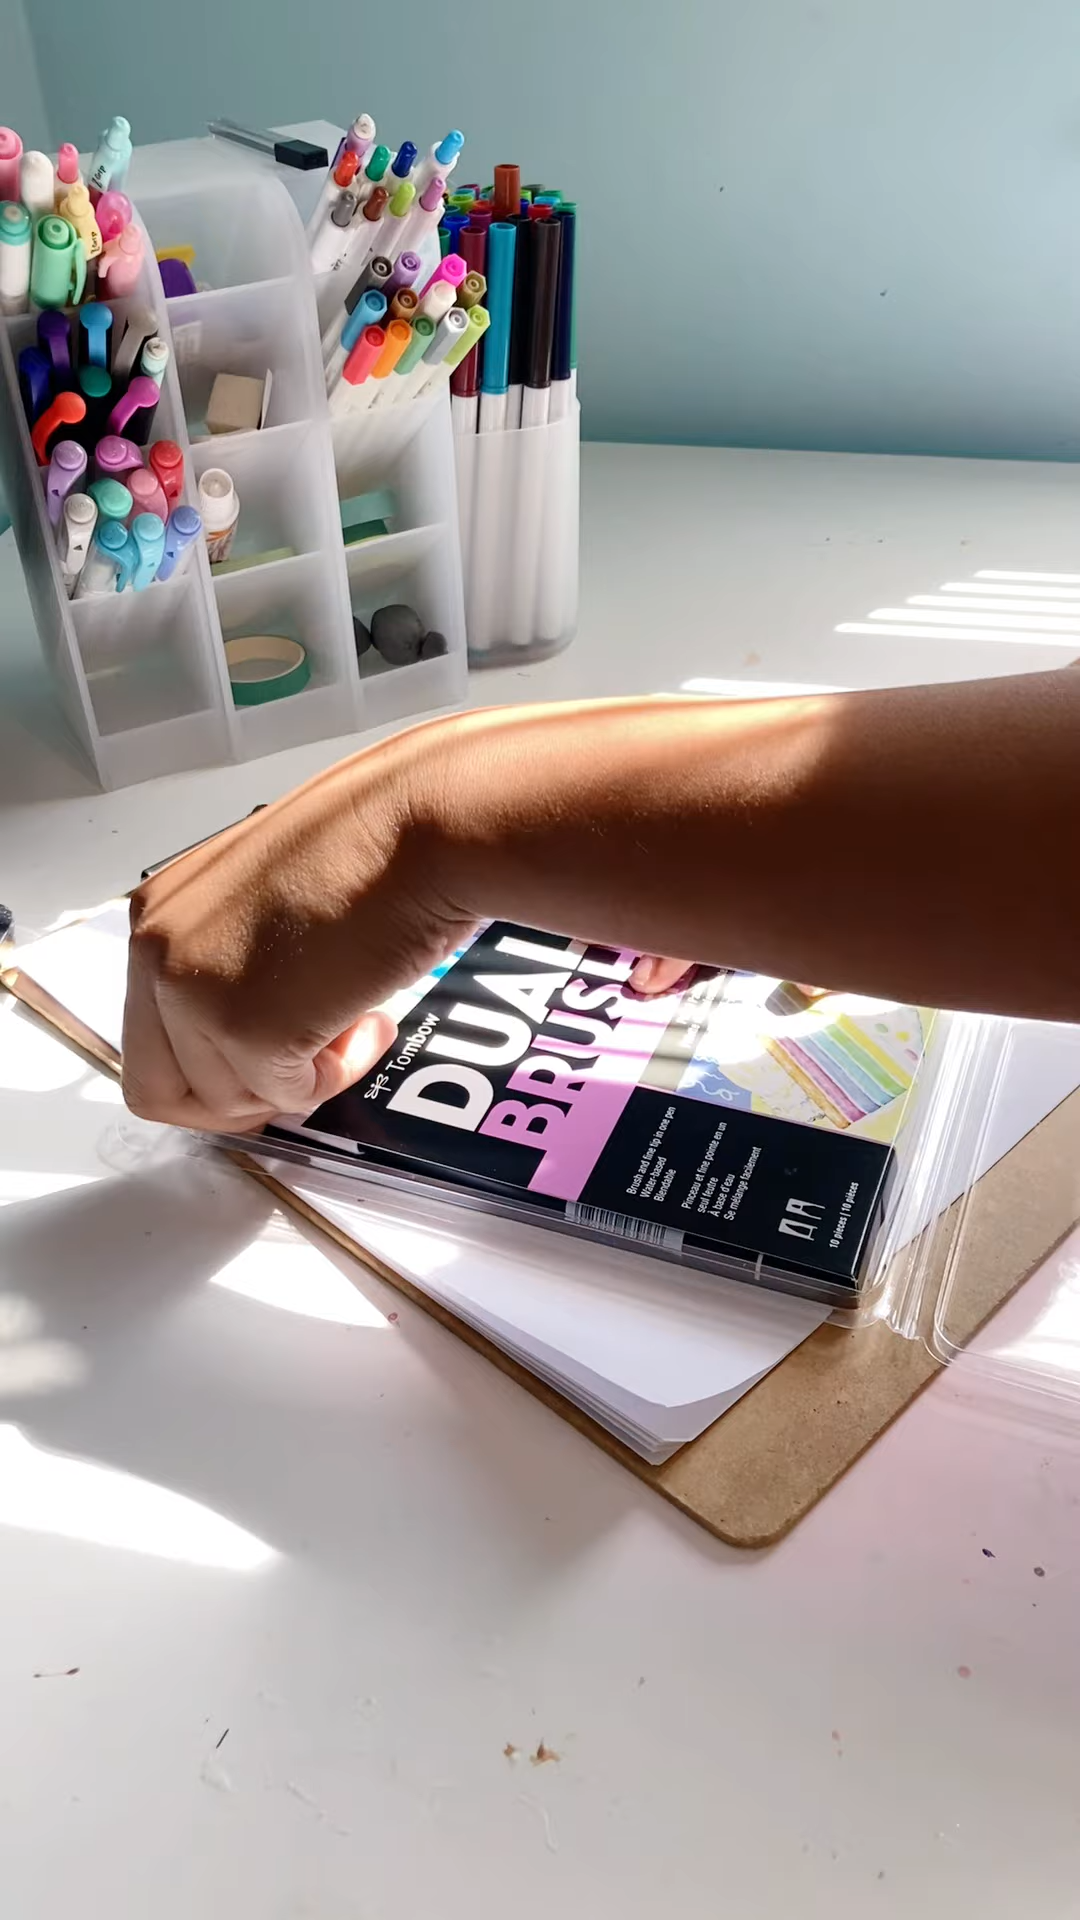 Tombow
DUAL
BRUSH
Brush and fine tip in one pen
Water-based
Blendable
Pinceau et fine pointe en un
seul feutre
À base d'eau
Se mélange facilement
10 pieces | 10 pièces